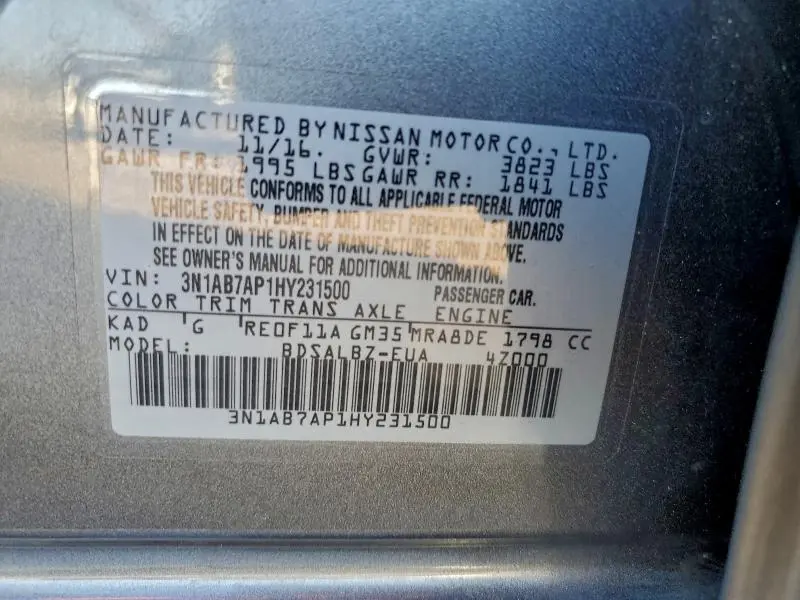 MANUFACTURED BY NISSAN MOTOR CO., LTD.
DATE: 11/16. GVWR: 3823 LBS
GAWR FR: 1995 LBS GAWR RR: 1841 LBS
THIS VEHICLE CONFORMS TO ALL APPLICABLE FEDERAL MOTOR
VEHICLE SAFETY, BUMPER AND THEFT PREVENTION STANDARDS
IN EFFECT ON THE DATE OF MANUFACTURE SHOWN ABOVE.
SEE OWNER'S MANUAL FOR ADDITIONAL INFORMATION.
VIN: 3N1AB7AP1HY231500 PASSENGER CAR.
COLOR TRIM TRANS AXLE ENGINE
KAD G RE0F11A GM35 MRA8DE 1798 CC
MODEL: BDSALBZ-EUA 4Z000
3N1AB7AP1HY231500